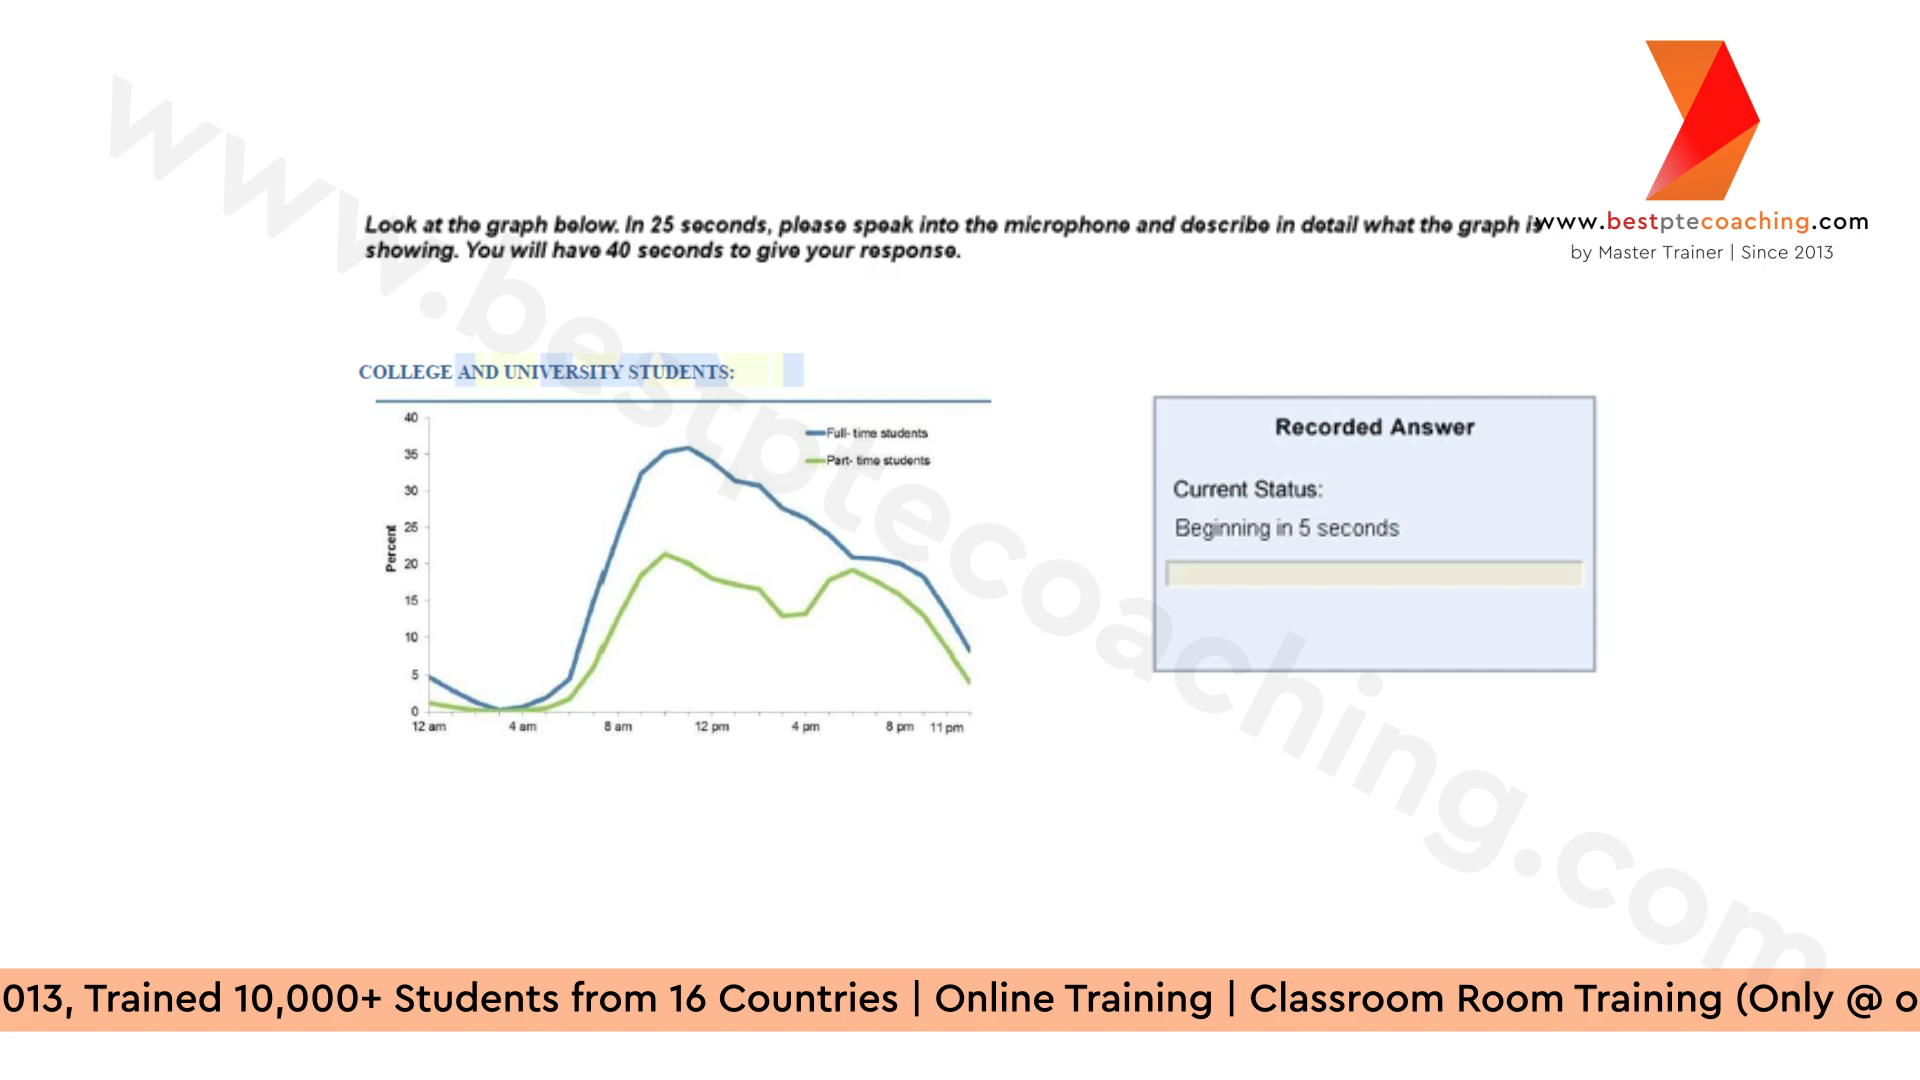 www.bestptecoaching.com
Look at the graph below. In 25 seconds, please speak into the microphone and describe in detail what the graph is
showing. You will have 40 seconds to give your response.
www.bestptecoaching.com
by Master Trainer | Since 2013
COLLEGE AND UNIVERSITY STUDENTS:
40
35
30
25
20
15
10
5
0
Percent
Full- time students
Part- time students
12 am 4 am 8 am 12 pm 4 pm 8 pm 11 pm
Recorded Answer
Current Status:
Beginning in 5 seconds
013, Trained 10,000+ Students from 16 Countries | Online Training | Classroom Room Training (Only @ o